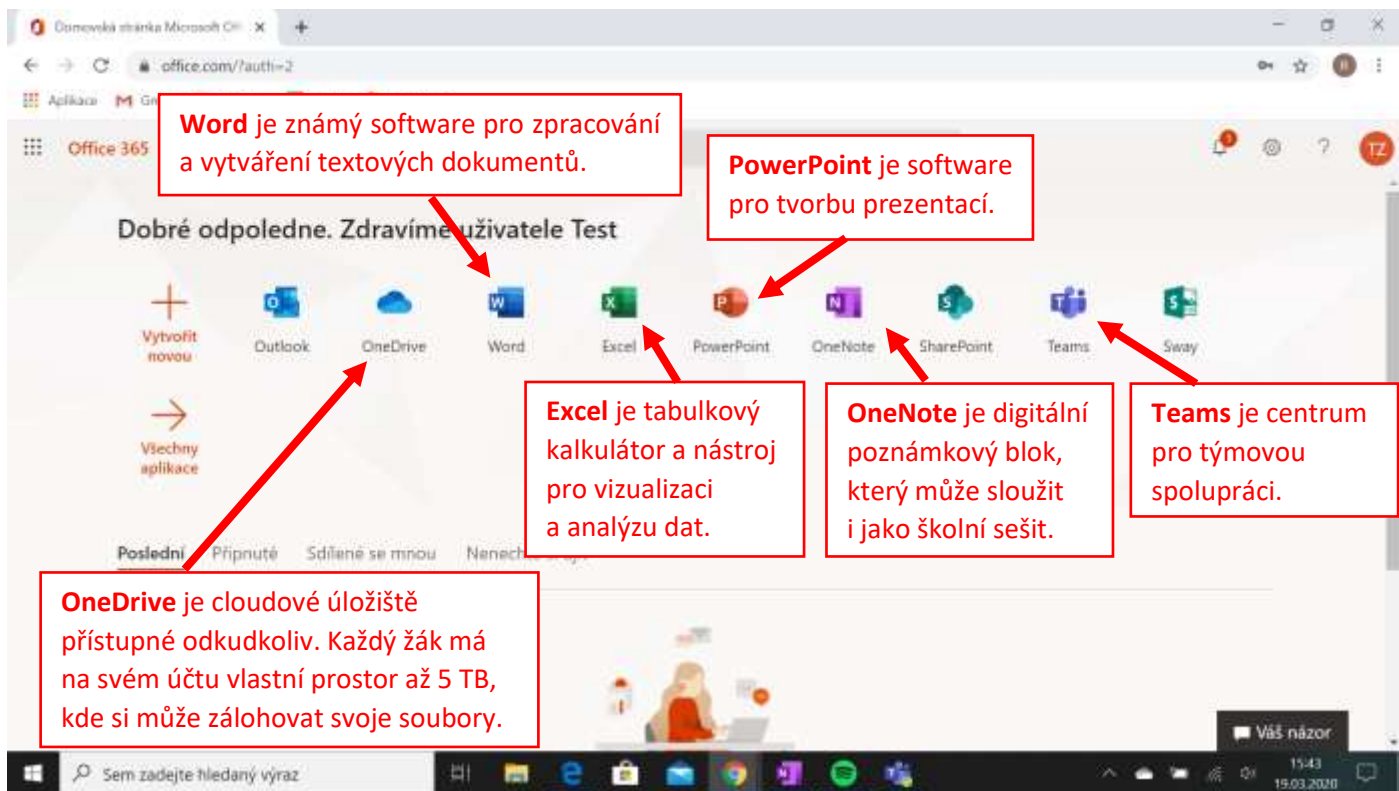 Domovská stránka Microsoft Of
office.com/?auth=2
Aplikace
Word je známý software pro zpracování
a vytváření textových dokumentů.
Office 365
PowerPoint je software
pro tvorbu prezentací.
TZ
Dobré odpoledne. Zdravíme uživatele Test
Vytvořit
novou
Outlook
OneDrive
Word
Excel
PowerPoint
OneNote
SharePoint
Teams
Sway
Všechny
aplikace
Excel je tabulkový
kalkulátor a nástroj
pro vizualizaci
a analýzu dat.
OneNote je digitální
poznámkový blok,
který může sloužit
i jako školní sešit.
Teams je centrum
pro týmovou
spolupráci.
Poslední Připnuté Sdílené se mnou
OneDrive je cloudové úložiště
přístupné odkudkoliv. Každý žák má
na svém účtu vlastní prostor až 5 TB,
kde si může zálohovat svoje soubory.
Váš názor
Sem zadejte hledaný výraz
15:43
19.03.2020